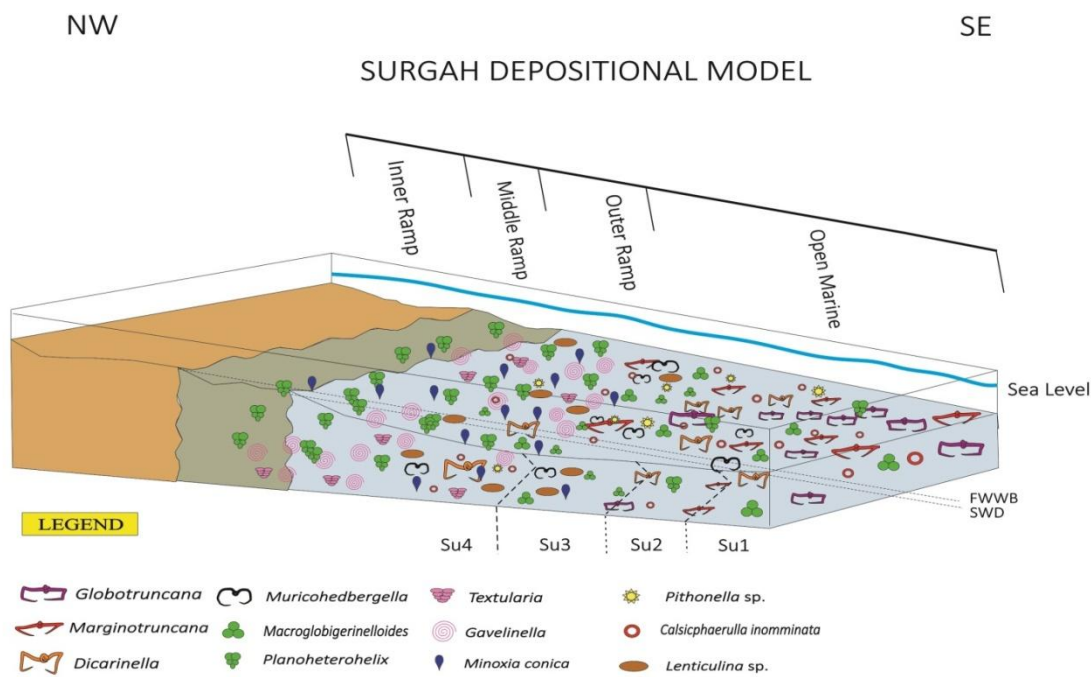 NW
SE
SURGAH DEPOSITIONAL MODEL
Inner Ramp
Middle Ramp
Outer Ramp
Open Marine
Sea Level
FWWB
SWD
LEGEND
Su4
Su3
Su2
Su1
Globotruncana
Muricohedbergella
Textularia
Pithonella sp.
Marginotruncana
Macroglobigerinelloides
Gavelinella
Calsicphaerulla inomminata
Dicarinella
Planoheterohelix
Minoxia conica
Lenticulina sp.